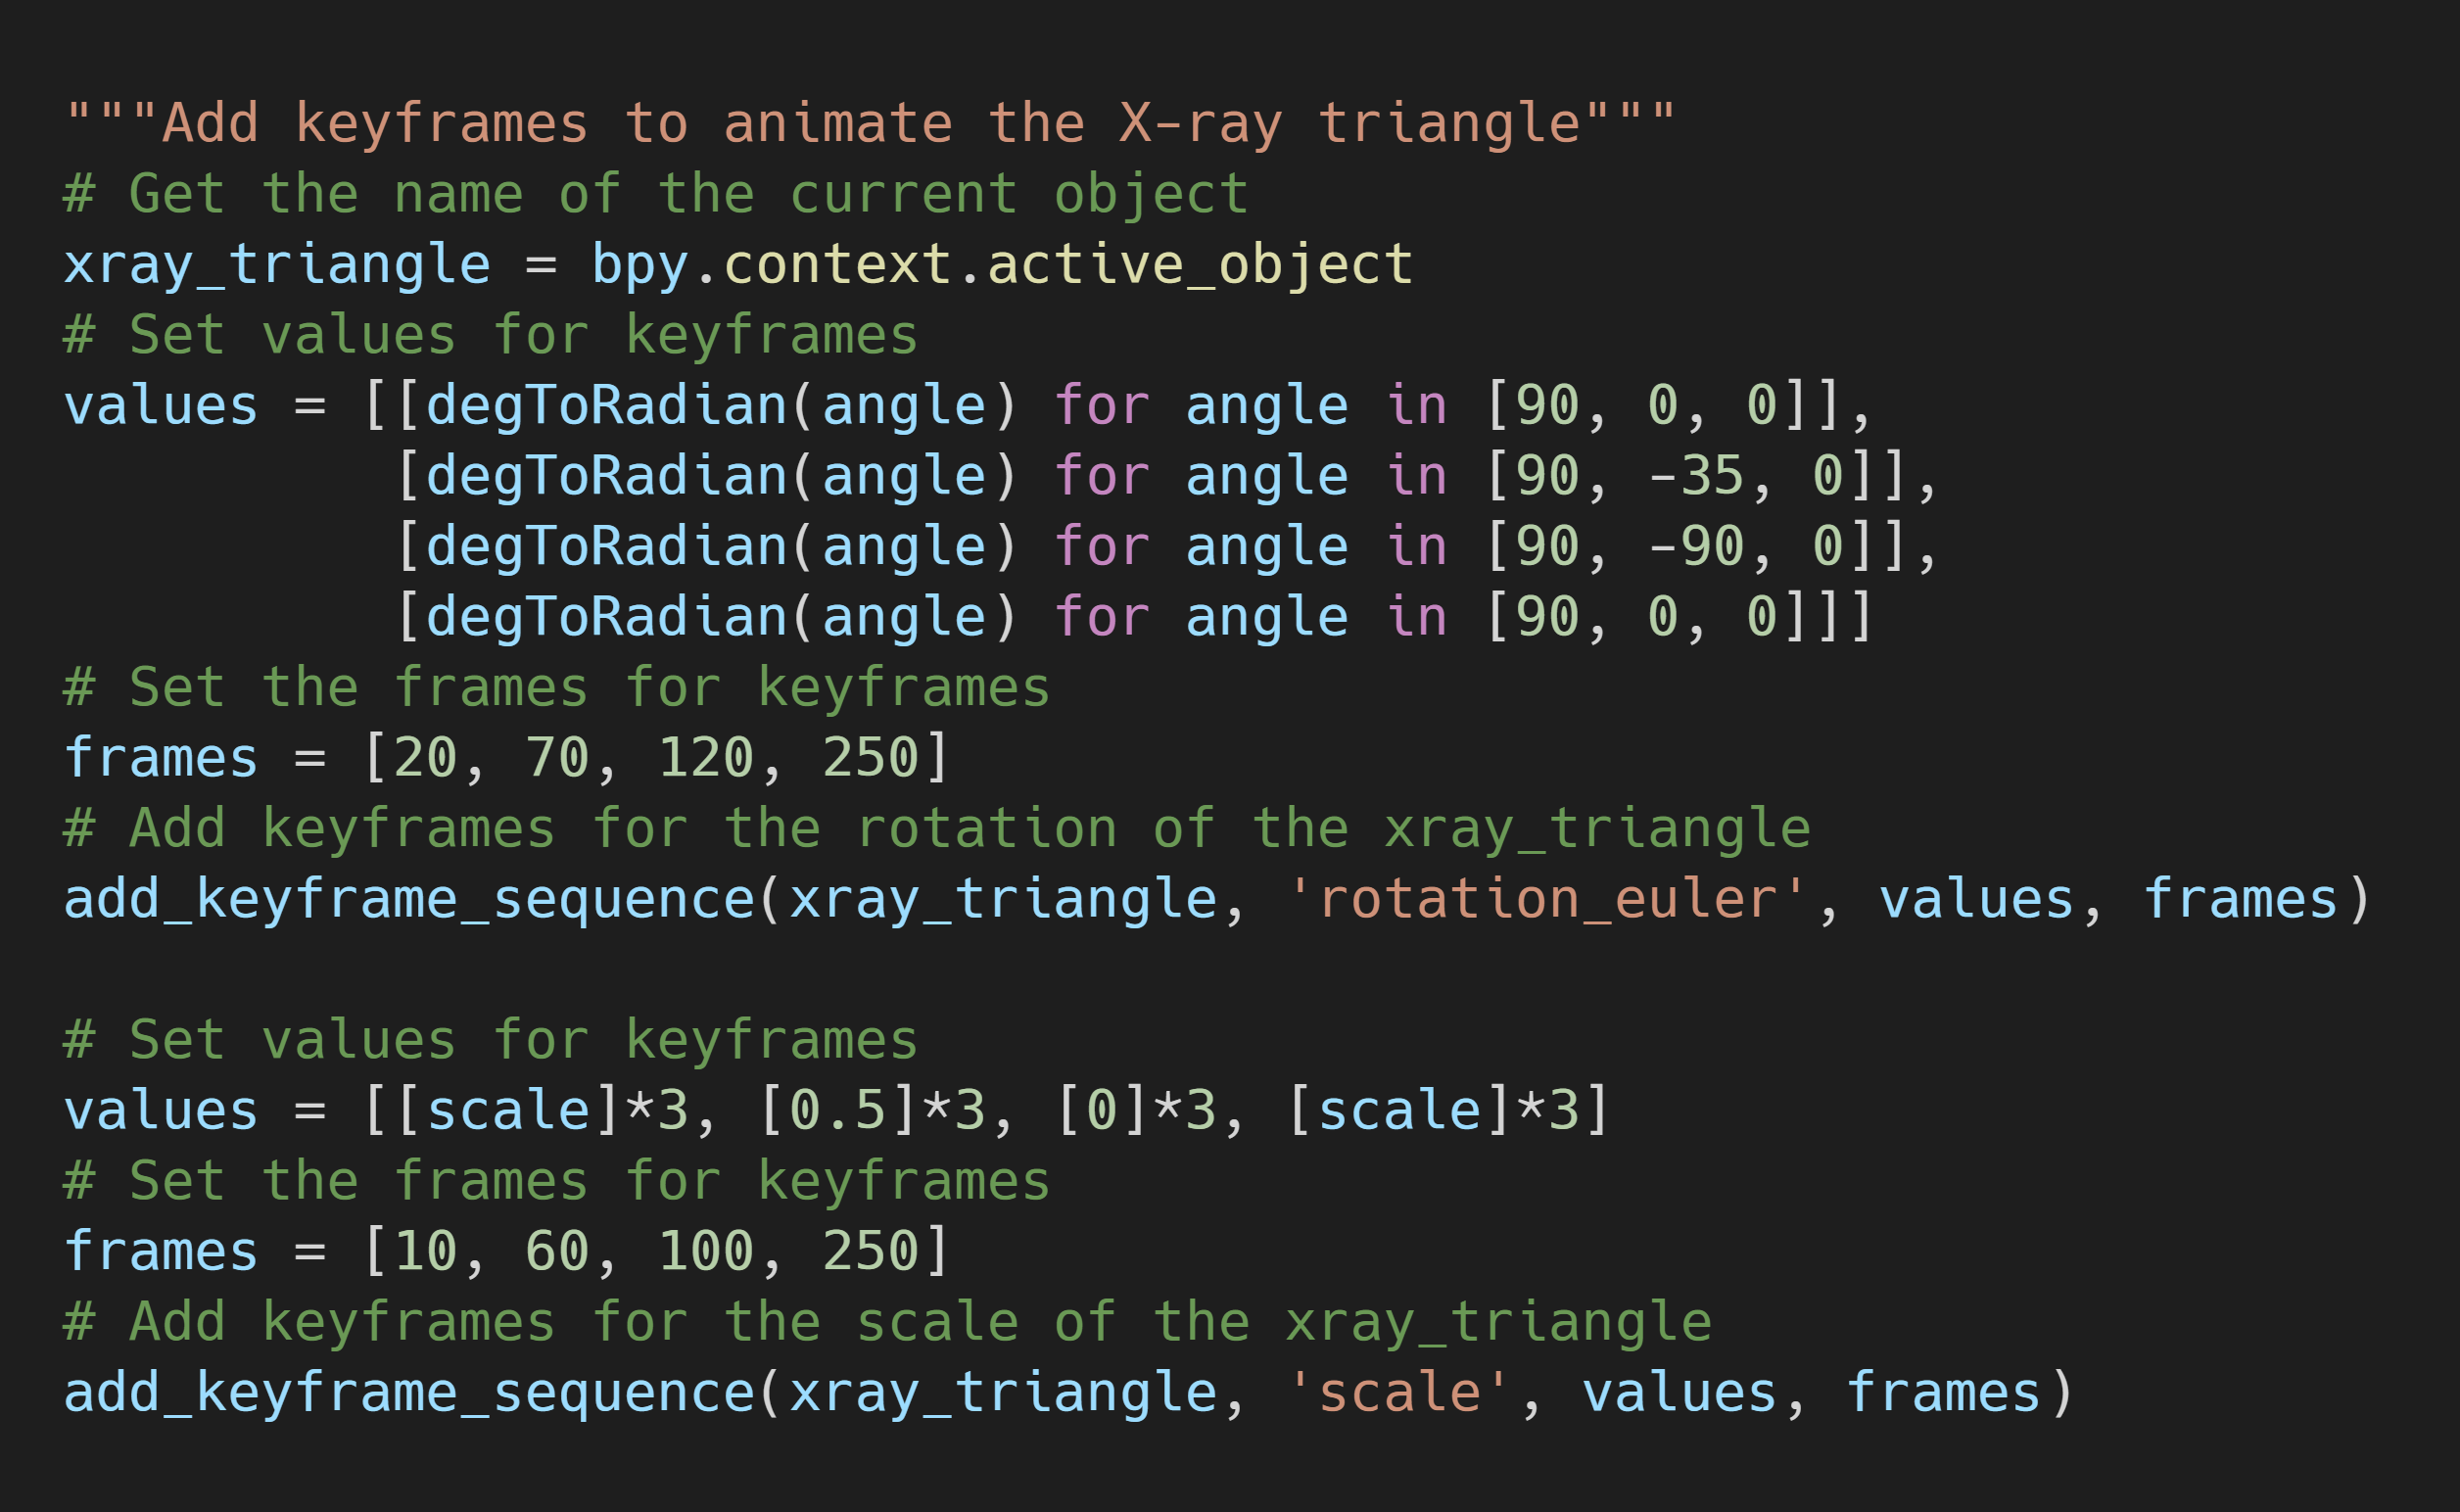 """Add keyframes to animate the X-ray triangle"""
# Get the name of the current object
xray_triangle = bpy.context.active_object
# Set values for keyframes
values = [[degToRadian(angle) for angle in [90, 0, 0]],
          [degToRadian(angle) for angle in [90, -35, 0]],
          [degToRadian(angle) for angle in [90, -90, 0]],
          [degToRadian(angle) for angle in [90, 0, 0]]]
# Set the frames for keyframes
frames = [20, 70, 120, 250]
# Add keyframes for the rotation of the xray_triangle
add_keyframe_sequence(xray_triangle, 'rotation_euler', values, frames)

# Set values for keyframes
values = [[scale]*3, [0.5]*3, [0]*3, [scale]*3]
# Set the frames for keyframes
frames = [10, 60, 100, 250]
# Add keyframes for the scale of the xray_triangle
add_keyframe_sequence(xray_triangle, 'scale', values, frames)